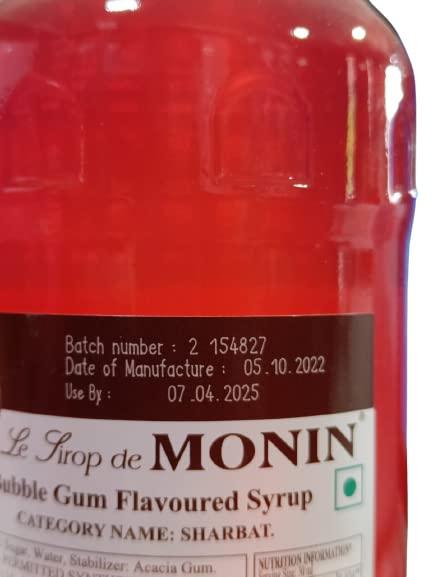 Batch number : 2 154827
Date of Manufacture : 05.10.2022
Use By : 07.04.2025
Le Sirop de MONIN®
Bubble Gum Flavoured Syrup
CATEGORY NAME: SHARBAT.
Sugar, Water, Stabilizer: Acacia Gum.
NUTRITION INFORMATION
PERMITTED